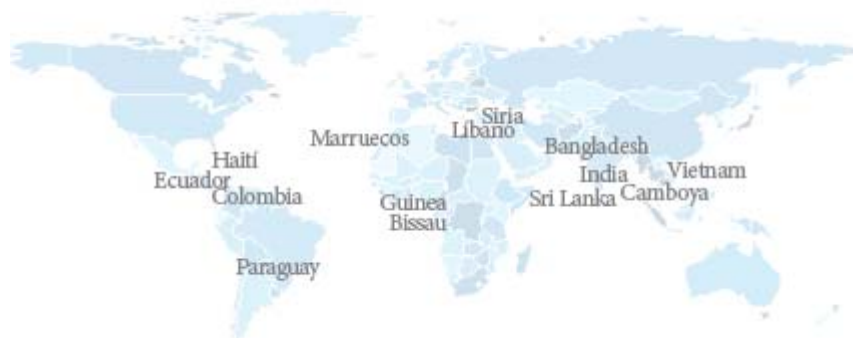 Siria
Líbano
Marruecos
Bangladesh
Haití
Vietnam
Ecuador
India
Colombia
Camboya
Sri Lanka
Guinea
Bissau
Paraguay